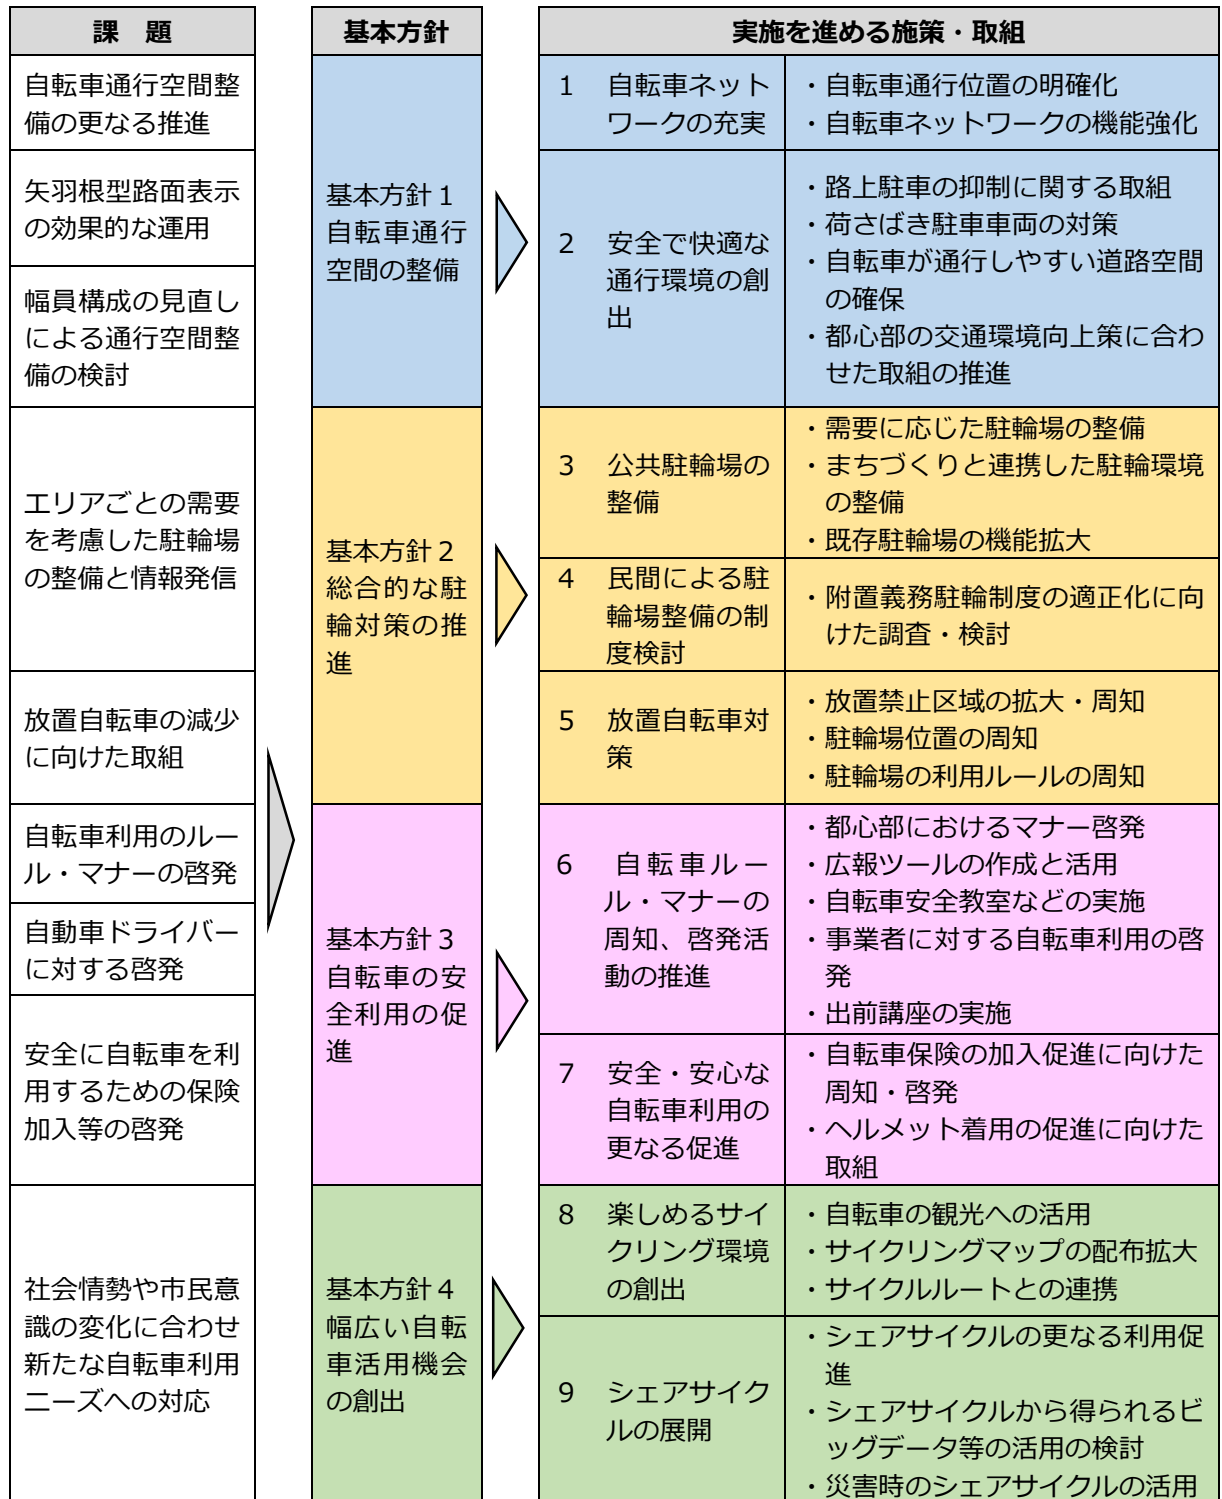 課　題
自転車通行空間整
備の更なる推進
矢羽根型路面表示
の効果的な運用
幅員構成の見直し
による通行空間整
備の検討
エリアごとの需要
を考慮した駐輪場
の整備と情報発信
放置自転車の減少
に向けた取組
自転車利用のルー
ル・マナーの啓発
自動車ドライバー
に対する啓発
安全に自転車を利
用するための保険
加入等の啓発
社会情勢や市民意
識の変化に合わせ
新たな自転車利用
ニーズへの対応
基本方針
基本方針１
自転車通行
空間の整備
基本方針２
総合的な駐
輪対策の推
進
基本方針３
自転車の安
全利用の促
進
基本方針４
幅広い自転
車活用機会
の創出
実施を進める施策・取組
1　自転車ネット
ワークの充実
・自転車通行位置の明確化
・自転車ネットワークの機能強化
2　安全で快適な
通行環境の創
出
・路上駐車の抑制に関する取組
・荷さばき駐車車両の対策
・自転車が通行しやすい道路空間
の確保
・都心部の交通環境向上策に合わ
せた取組の推進
3　公共駐輪場の
整備
・需要に応じた駐輪場の整備
・まちづくりと連携した駐輪環境
の整備
・既存駐輪場の機能拡大
4　民間による駐
輪場整備の制
度検討
・附置義務駐輪制度の適正化に向
けた調査・検討
5　放置自転車対
策
・放置禁止区域の拡大・周知
・駐輪場位置の周知
・駐輪場の利用ルールの周知
6　自転車ルー
ル・マナーの
周知、啓発活
動の推進
・都心部におけるマナー啓発
・広報ツールの作成と活用
・自転車安全教室などの実施
・事業者に対する自転車利用の啓
発
・出前講座の実施
7　安全・安心な
自転車利用の
更なる促進
・自転車保険の加入促進に向けた
周知・啓発
・ヘルメット着用の促進に向けた
取組
8　楽しめるサイ
クリング環境
の創出
・自転車の観光への活用
・サイクリングマップの配布拡大
・サイクルルートとの連携
9　シェアサイク
ルの展開
・シェアサイクルの更なる利用促
進
・シェアサイクルから得られるビ
ッグデータ等の活用の検討
・災害時のシェアサイクルの活用